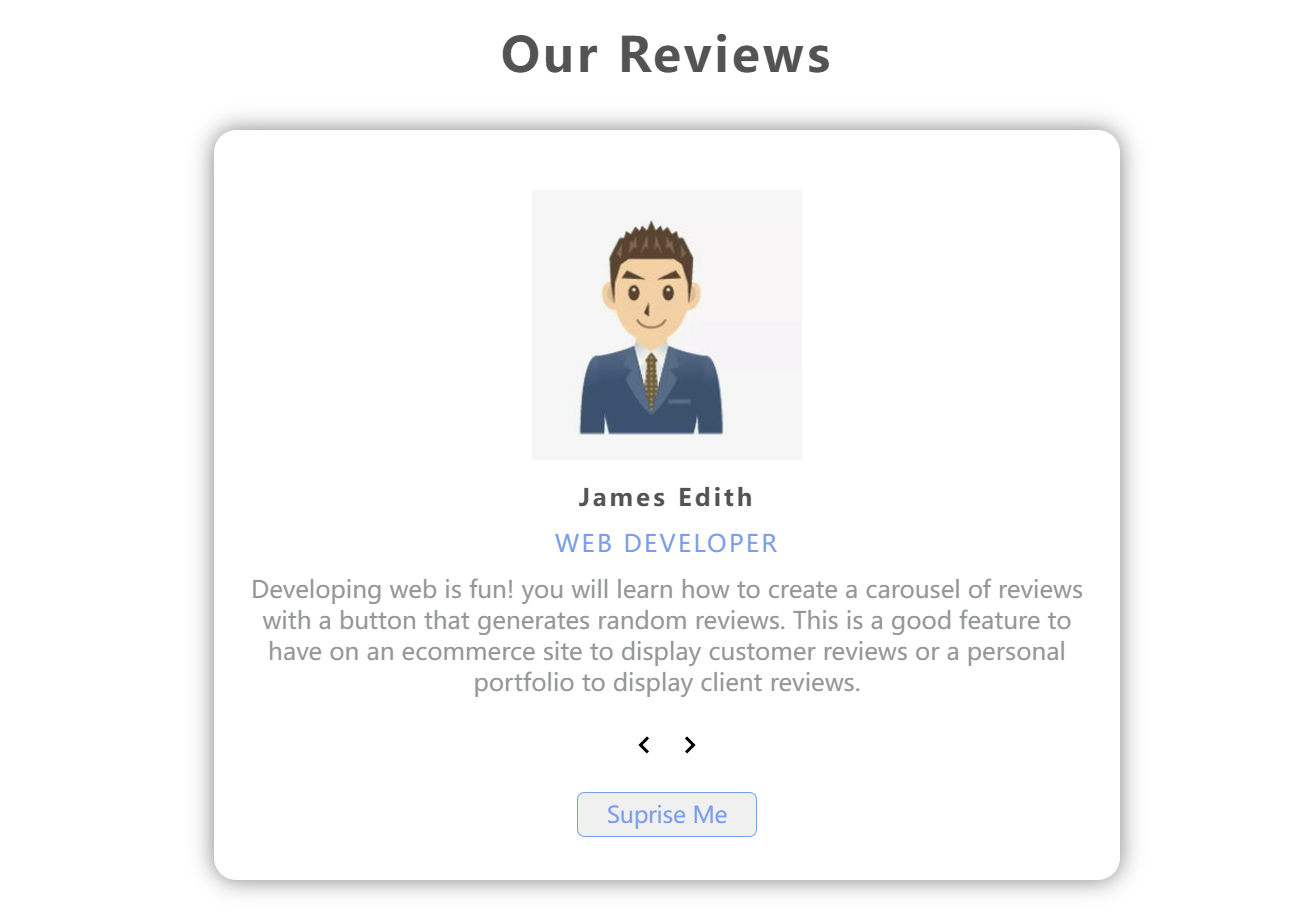 Our Reviews
James Edith
WEB DEVELOPER
Developing web is fun! you will learn how to create a carousel of reviews
with a button that generates random reviews. This is a good feature to
have on an ecommerce site to display customer reviews or a personal
portfolio to display client reviews.
Suprise Me